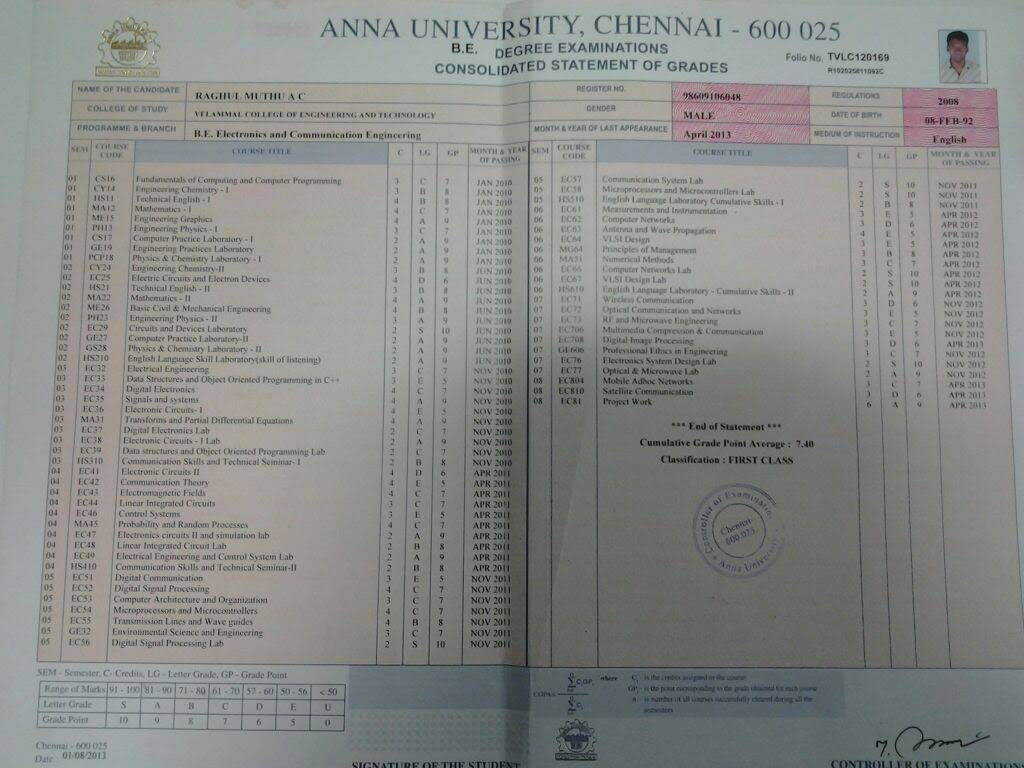 ANNA UNIVERSITY, CHENNAI - 600 025
B.E. DEGREE EXAMINATIONS
CONSOLIDATED STATEMENT OF GRADES
Folio No. TVLC120169
NAME OF THE CANDIDATE RAGHUL MUTHU A C
COLLEGE OF STUDY VELAMMAL COLLEGE OF ENGINEERING AND TECHNOLOGY
PROGRAMME & BRANCH B.E. Electronics and Communication Engineering
REGISTER NO. 98609106048 REGULATIONS 2008
GENDER MALE DATE OF BIRTH 08-FEB-92
MONTH & YEAR OF LAST APPEARANCE April 2013 MEDIUM OF INSTRUCTION English
SEM COURSE CODE COURSE TITLE C LG GP MONTH & YEAR OF PASSING
01 CS16 Fundamentals of Computing and Computer Programming 3 C 7 JAN 2010
01 CY14 Engineering Chemistry - I 3 B 8 JAN 2010
01 HS11 Technical English - I 4 B 8 JAN 2010
01 MA12 Mathematics - I 4 C 7 JAN 2010
01 ME15 Engineering Graphics 4 A 9 JAN 2010
01 PH13 Engineering Physics - I 3 C 7 JAN 2010
01 CS17 Computer Practice Laboratory - I 2 A 9 JAN 2010
01 GE19 Engineering Practices Laboratory 2 A 9 JAN 2010
01 PCP18 Physics & Chemistry Laboratory - I 2 A 9 JAN 2010
02 CY24 Engineering Chemistry-II 3 B 8 JUN 2010
02 EC25 Electric Circuits and Electron Devices 4 D 6 JUN 2010
02 HS21 Technical English - II 3 B 8 JUN 2010
02 MA22 Mathematics - II 4 A 9 JUN 2010
02 ME26 Basic Civil & Mechanical Engineering 4 B 8 JUN 2010
02 PH23 Engineering Physics - II 3 A 9 JUN 2010
02 EC29 Circuits and Devices Laboratory 2 S 10 JUN 2010
02 GE27 Computer Practice Laboratory-II 2 A 9 JUN 2010
02 GS28 Physics & Chemistry Laboratory - II 2 A 9 JUN 2010
02 HS210 English Language Skill Laboratory(skill of listening) 2 A 9 JUN 2010
03 EC32 Electrical Engineering 3 C 7 NOV 2010
03 EC33 Data Structures and Object Oriented Programming in C++ 3 E 5 NOV 2010
03 EC34 Digital Electronics 4 C 7 NOV 2010
03 EC35 Signals and systems 4 A 9 NOV 2010
03 EC36 Electronic Circuits- I 4 E 5 NOV 2010
03 MA31 Transforms and Partial Differential Equations 4 A 9 NOV 2010
03 EC37 Digital Electronics Lab 2 C 7 NOV 2010
03 EC38 Electronic Circuits - I Lab 2 A 9 NOV 2010
03 EC39 Data structures and Object Oriented Programming Lab 2 C 7 NOV 2010
03 HS310 Communication Skills and Technical Seminar- I 2 B 8 NOV 2010
04 EC41 Electronic Circuits II 4 D 6 APR 2011
04 EC42 Communication Theory 4 E 5 APR 2011
04 EC43 Electromagnetic Fields 4 C 7 APR 2011
04 EC44 Linear Integrated Circuits 3 C 7 APR 2011
04 EC46 Control Systems 3 E 5 APR 2011
04 MA45 Probability and Random Processes 4 C 7 APR 2011
04 EC47 Electronics circuits II and simulation lab 2 A 9 APR 2011
04 EC48 Linear Integrated Circuit Lab 2 B 8 APR 2011
04 EC49 Electrical Engineering and Control System Lab 2 A 9 APR 2011
04 HS410 Communication Skills and Technical Seminar-II 2 B 8 APR 2011
05 EC51 Digital Communication 3 E 5 NOV 2011
05 EC52 Digital Signal Processing 4 C 7 NOV 2011
05 EC53 Computer Architecture and Organization 3 C 7 NOV 2011
05 EC54 Microprocessors and Microcontrollers 4 C 7 NOV 2011
05 EC55 Transmission Lines and Wave guides 4 B 8 NOV 2011
05 GE32 Environmental Science and Engineering 3 C 7 NOV 2011
05 EC56 Digital Signal Processing Lab 2 S 10 NOV 2011
SEM COURSE CODE COURSE TITLE C LG GP MONTH & YEAR OF PASSING
05 EC57 Communication System Lab 2 S 10 NOV 2011
05 EC58 Microprocessors and Microcontrollers Lab 2 S 10 NOV 2011
05 HS510 English Language Laboratory Cumulative Skills - I 2 B 8 NOV 2011
06 EC61 Measurements and Instrumentation 3 E 5 APR 2012
06 EC62 Computer Networks 3 D 6 APR 2012
06 EC63 Antenna and Wave Propagation 4 E 5 APR 2012
06 EC64 VLSI Design 3 E 5 APR 2012
06 MG64 Principles of Management 3 B 8 APR 2012
06 MA51 Numerical Methods 3 C 7 APR 2012
06 EC66 Computer Networks Lab 2 S 10 APR 2012
06 EC67 VLSI Design Lab 2 S 10 APR 2012
06 HS610 English Language Laboratory - Cumulative Skills - II 2 A 9 APR 2012
07 EC71 Wireless Communication 3 D 6 NOV 2012
07 EC72 Optical Communication and Networks 3 E 5 NOV 2012
07 EC73 RF and Microwave Engineering 3 C 7 NOV 2012
07 EC706 Multimedia Compression & Communication 3 E 5 NOV 2012
07 EC708 Digital Image Processing 3 D 6 APR 2013
07 GE606 Professional Ethics in Engineering 3 C 7 NOV 2012
07 EC76 Electronics System Design Lab 2 S 10 NOV 2012
07 EC77 Optical & Microwave Lab 2 A 9 NOV 2012
08 EC804 Mobile Adhoc Networks 3 C 7 APR 2013
08 EC810 Satellite Communication 3 D 6 APR 2013
08 EC81 Project Work 6 A 9 APR 2013
*** End of Statement ***
Cumulative Grade Point Average : 7.40
Classification : FIRST CLASS
Controller of Examinations
Chennai-
600 025.
Anna University
SEM - Semester, C- Credits, LG - Letter Grade, GP - Grade Point
Range of Marks 91 - 100 81 - 90 71 - 80 61 - 70 57 - 60 50 - 56 < 50
Letter Grade S A B C D E U
Grade Point 10 9 8 7 6 5 0
where C is the credits assigned to the course
GP is the point corresponding to the grade obtained for each course
n is number of all courses successfully cleared during all the
semesters
Chennai - 600 025
Date : 01/08/2013
SIGNATURE OF THE STUDENT
CONTROLLER OF EXAMINATIONS